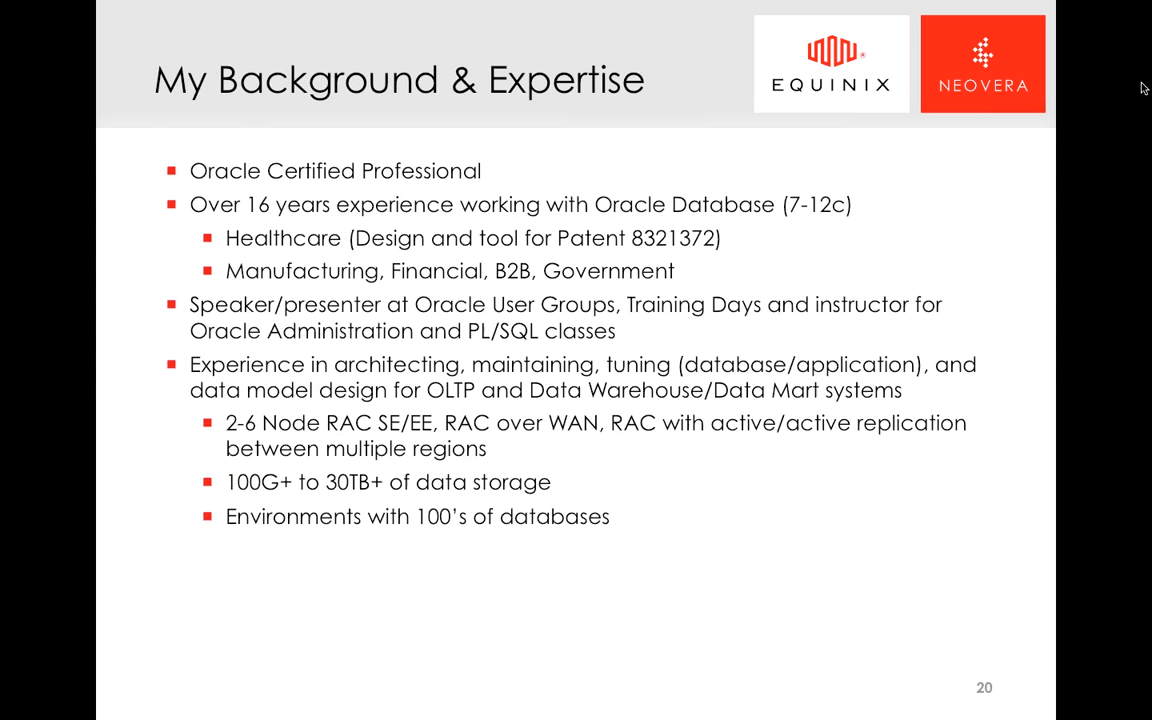 My Background & Expertise
EQUINIX
NEOVERA
Oracle Certified Professional
Over 16 years experience working with Oracle Database (7-12c)
Healthcare (Design and tool for Patent 8321372)
Manufacturing, Financial, B2B, Government
Speaker/presenter at Oracle User Groups, Training Days and instructor for
Oracle Administration and PL/SQL classes
Experience in architecting, maintaining, tuning (database/application), and
data model design for OLTP and Data Warehouse/Data Mart systems
2-6 Node RAC SE/EE, RAC over WAN, RAC with active/active replication
between multiple regions
100G+ to 30TB+ of data storage
Environments with 100’s of databases
20